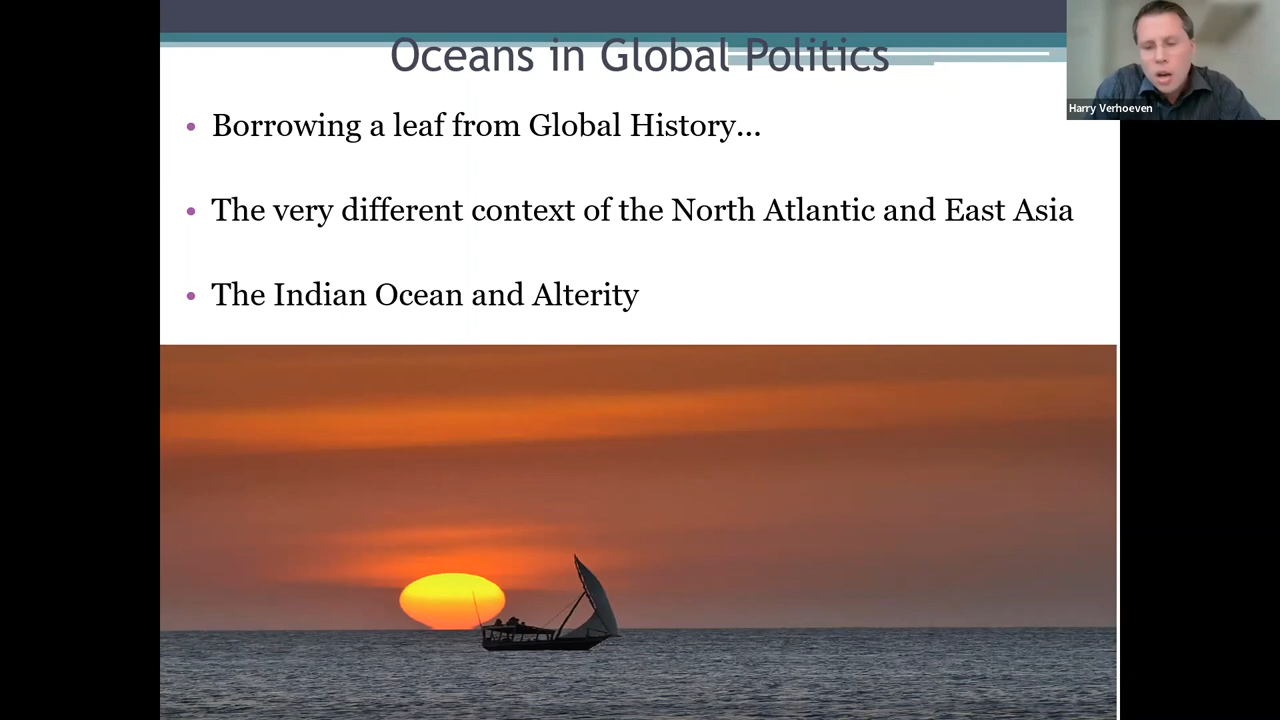 Oceans in Global Politics
Harry Verhoeven
• Borrowing a leaf from Global History...
• The very different context of the North Atlantic and East Asia
• The Indian Ocean and Alterity